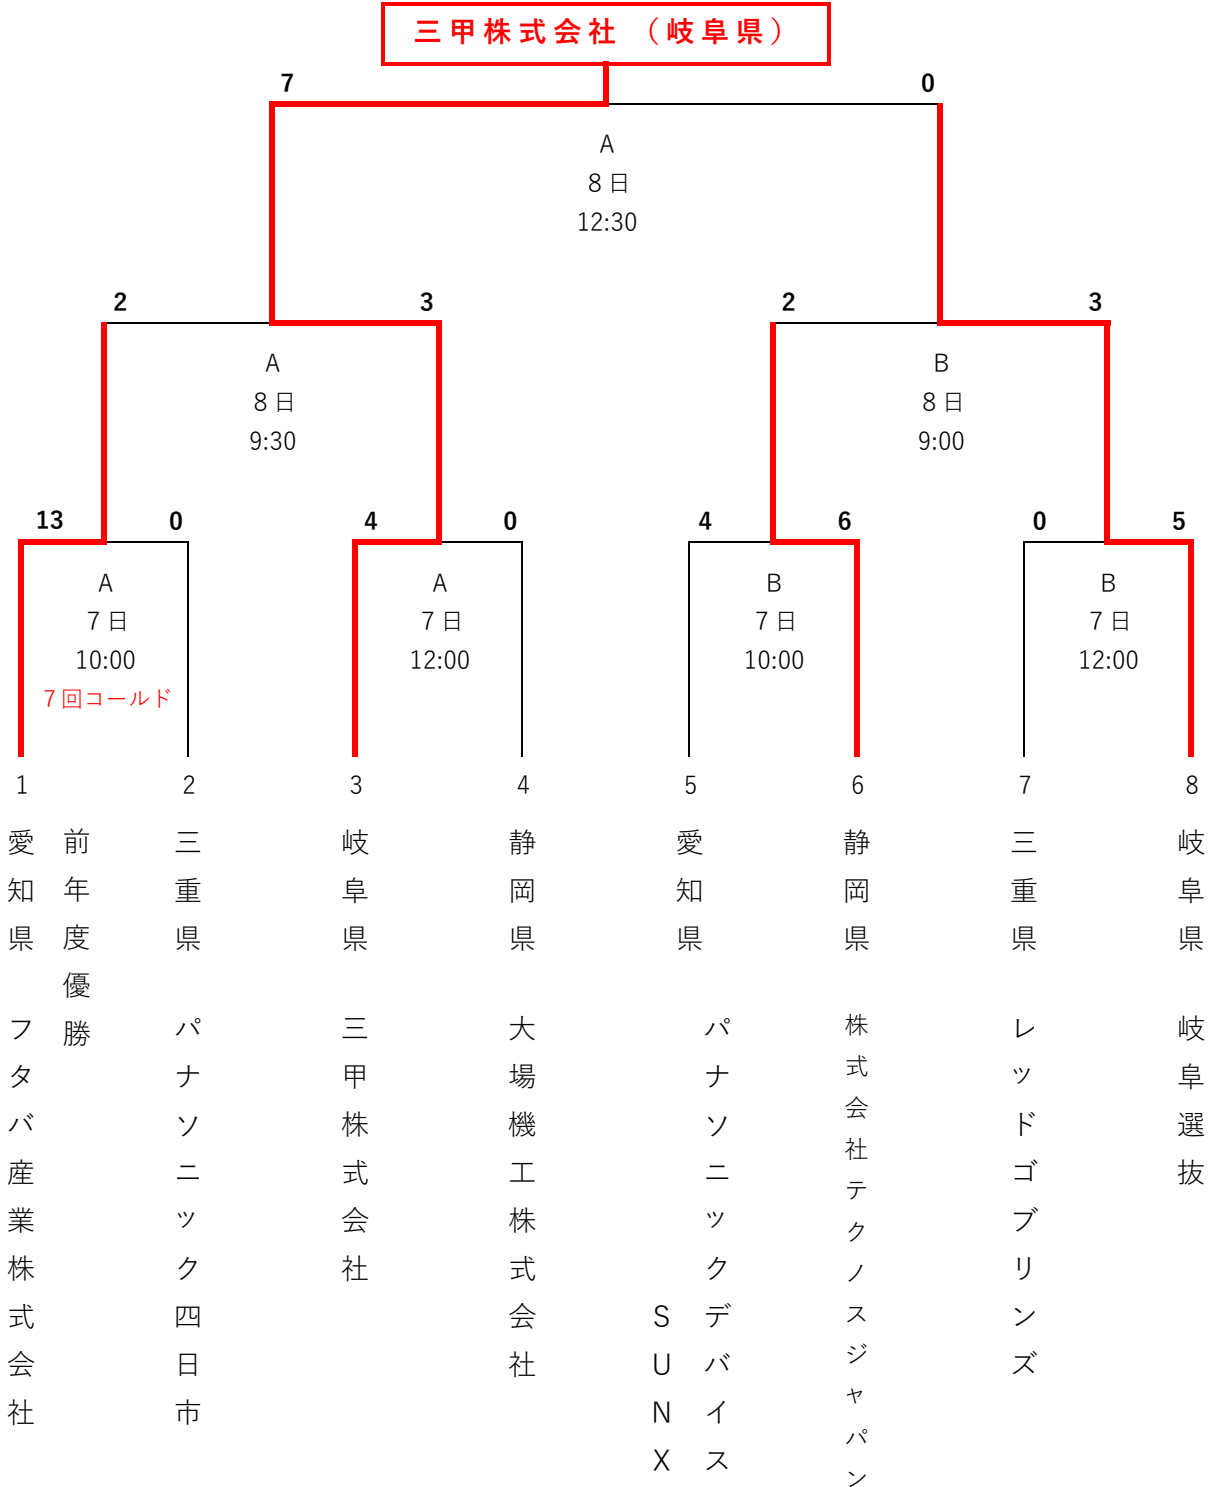 三甲株式会社 （岐阜県）
7
0
A
8日
12:30
2
3
2
3
A
8日
9:30
B
8日
9:00
13
0
4
0
4
6
0
5
A
7日
10:00
7回コールド
A
7日
12:00
B
7日
10:00
B
7日
12:00
1
2
3
4
5
6
7
8
前年度優勝
愛知県 フタバ産業株式会社
三重県 パナソニック四日市
岐阜県 三甲株式会社
静岡県 大場機工株式会社
愛知県 パナソニックデバイス
SUNX
静岡県 株式会社テクノスジャパン
三重県 レッドゴブリンズ
岐阜県 岐阜選抜